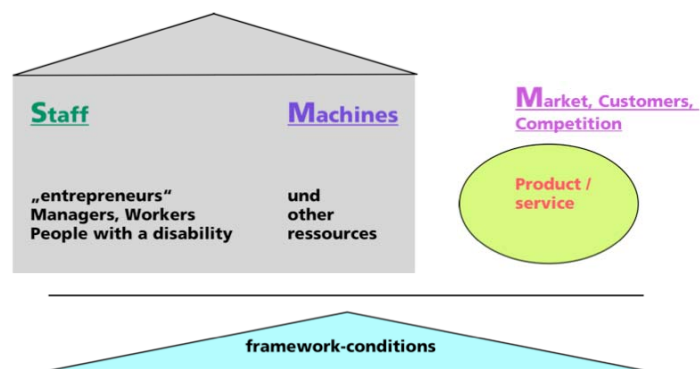 Staff
„entrepreneurs“
Managers, Workers
People with a disability
Machines
und
other
ressources
Market, Customers,
Competition
Product /
service
framework-conditions